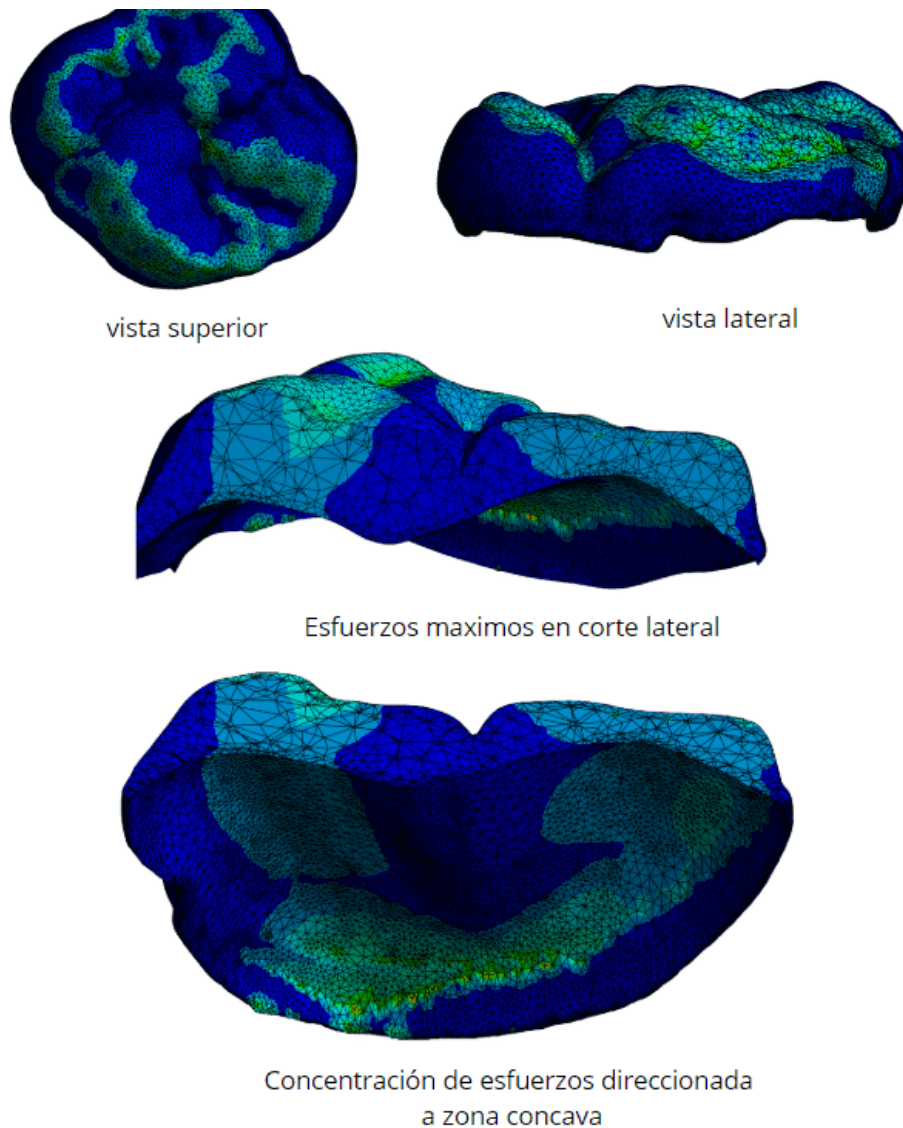 vista superior
vista lateral
Esfuerzos maximos en corte lateral
Concentración de esfuerzos direccionada
a zona concava